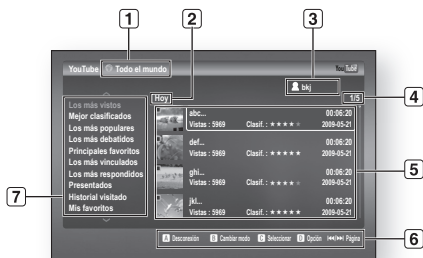 1
2
3
YouTube
Todo el mundo
You Tube
bkj
4
Hoy
1/5
Los más vistos
Mejor clasificados
Los más populares
Los más debatidos
Principales favoritos
Los más vinculados
Los más respondidos
Presentados
Historial visitado
Mis favoritos
abc...
00:06:20
Vistas : 5969
Clasif. : ★ ★ ★ ★ ★
2009-05-21
def...
00:06:20
Vistas : 5969
Clasif. : ★ ★ ★ ★ ★
2009-05-21
ghi...
00:06:20
Vistas : 5969
Clasif. : ★ ★ ★ ★ ★
2009-05-21
jkl...
00:06:20
Vistas : 5969
Clasif. : ★ ★ ★ ★ ★
2009-05-21
5
7
A Desconexión B Cambiar modo C Seleccionar D Opción Página
6